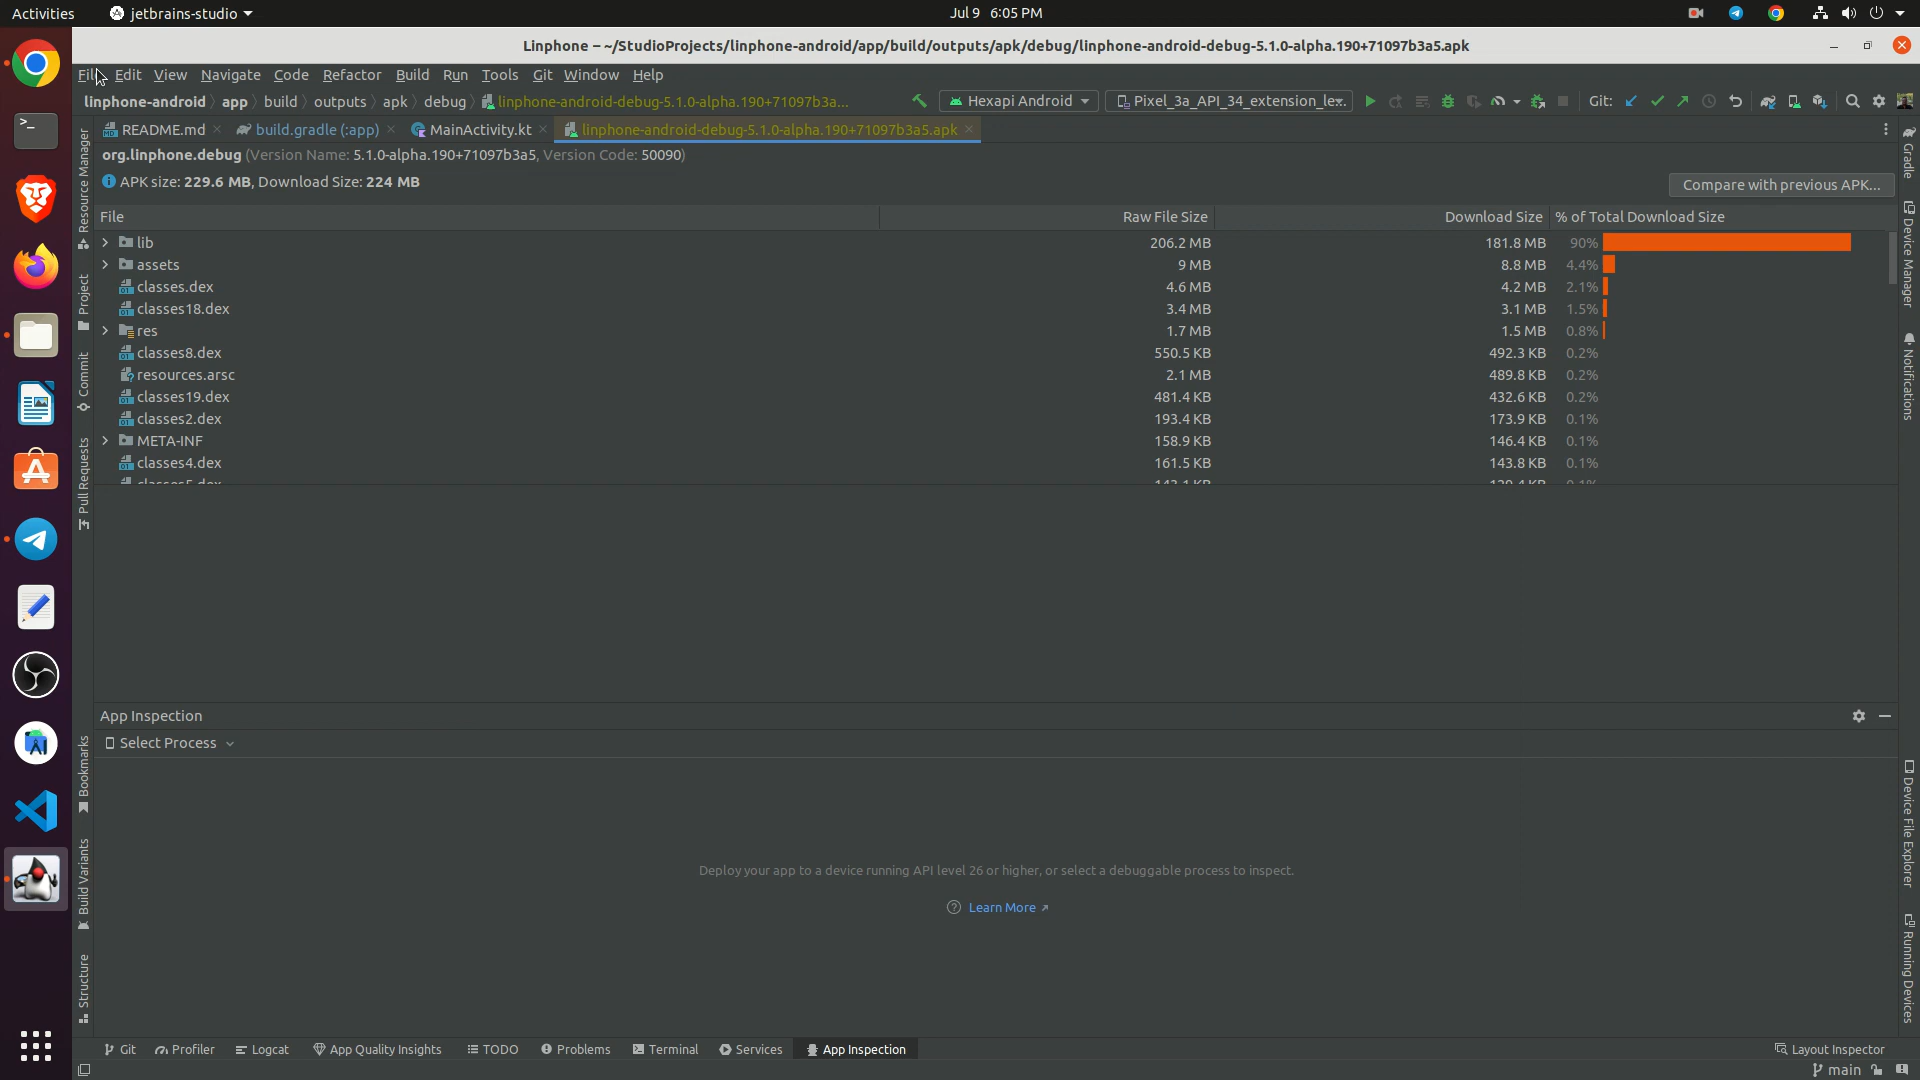 Activities jetbrains-studio Jul 9 6:05 PM
Linphone – ~/StudioProjects/linphone-android/app/build/outputs/apk/debug/linphone-android-debug-5.1.0-alpha.190+71097b3a5.apk
File Edit View Navigate Code Refactor Build Run Tools Git Window Help
linphone-android app build outputs apk debug linphone-android-debug-5.1.0-alpha.190+71097b3a... Hexapi Android Pixel_3a_API_34_extension_le... Git:
README.md build.gradle (:app) MainActivity.kt linphone-android-debug-5.1.0-alpha.190+71097b3a5.apk
org.linphone.debug (Version Name: 5.1.0-alpha.190+71097b3a5, Version Code: 50090)
APK size: 229.6 MB, Download Size: 224 MB
Compare with previous APK...
File Raw File Size Download Size % of Total Download Size
lib 206.2 MB 181.8 MB 90%
assets 9 MB 8.8 MB 4.4%
classes.dex 4.6 MB 4.2 MB 2.1%
classes18.dex 3.4 MB 3.1 MB 1.5%
res 1.7 MB 1.5 MB 0.8%
classes8.dex 550.5 KB 492.3 KB 0.2%
resources.arsc 2.1 MB 489.8 KB 0.2%
classes19.dex 481.4 KB 432.6 KB 0.2%
classes2.dex 193.4 KB 173.9 KB 0.1%
META-INF 158.9 KB 146.4 KB 0.1%
classes4.dex 161.5 KB 143.8 KB 0.1%
App Inspection
Select Process
Deploy your app to a device running API level 26 or higher, or select a debuggable process to inspect.
Learn More
Resource Manager
Project
Commit
Pull Requests
Bookmarks
Build Variants
Structure
Gradle
Device Manager
Notifications
Device File Explorer
Running Devices
Git Profiler Logcat App Quality Insights TODO Problems Terminal Services App Inspection Layout Inspector
main